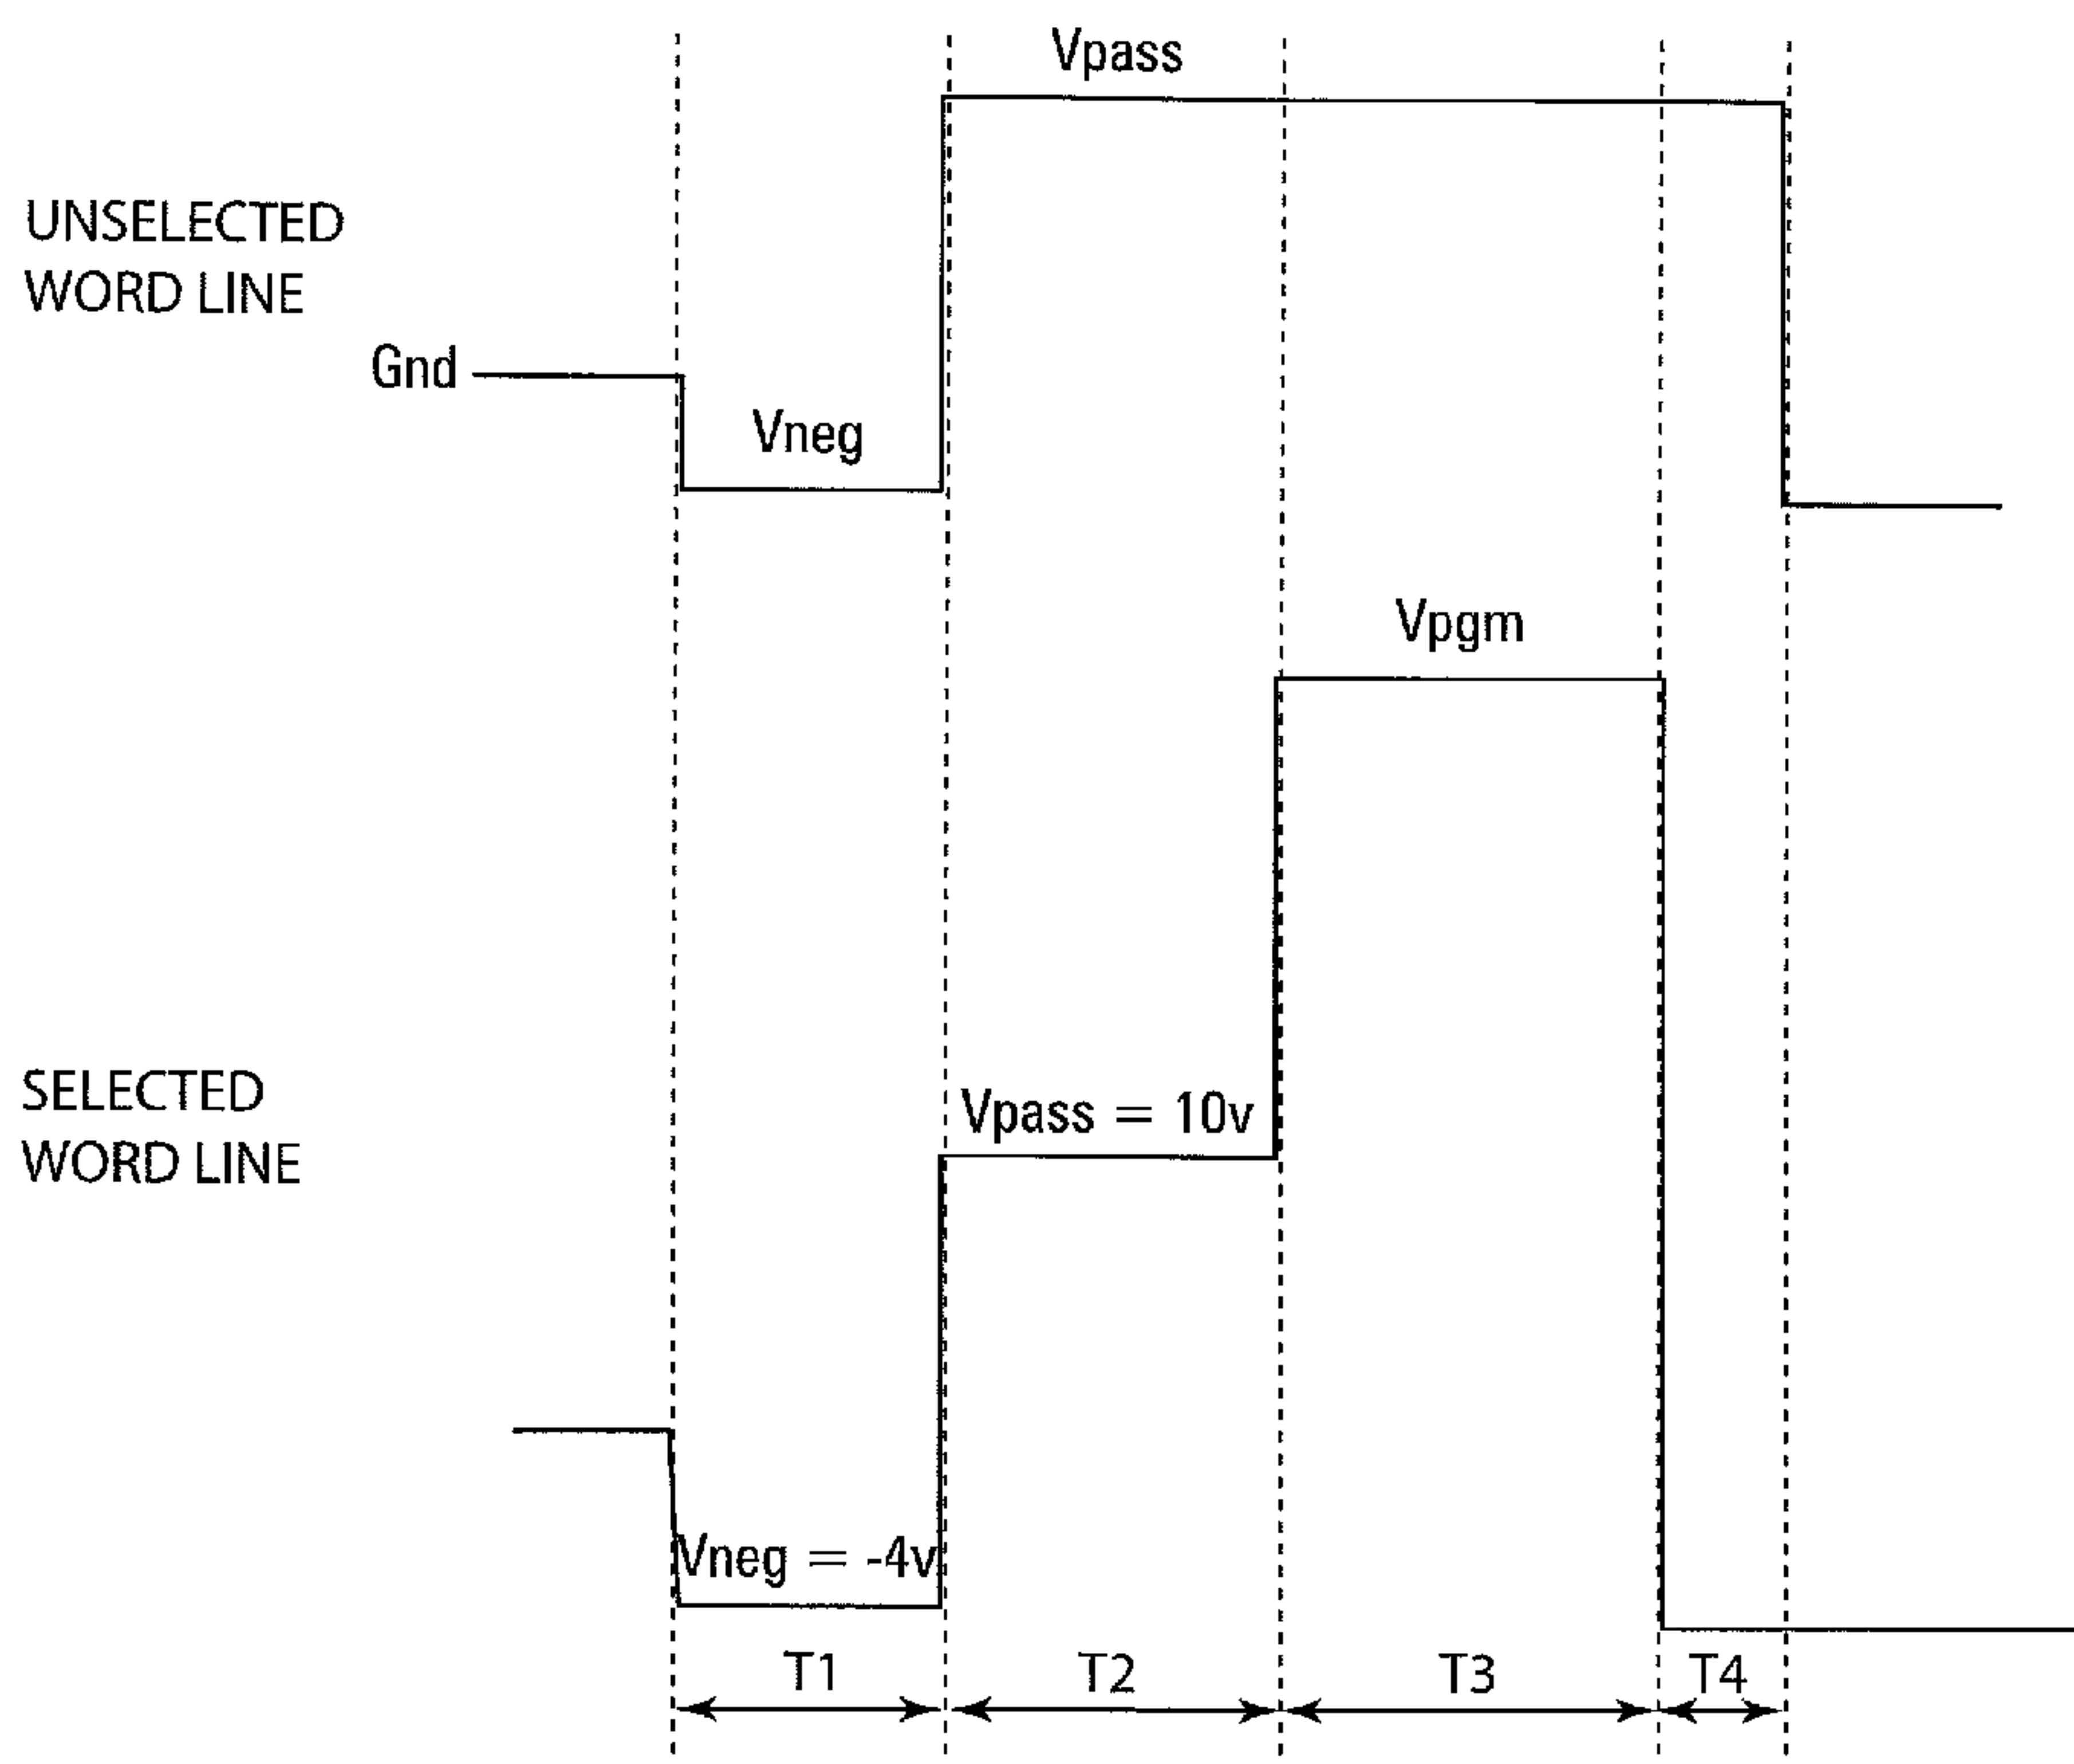 Vpass
UNSELECTED
WORD LINE
Gnd
Vneg
Vpgm
SELECTED
WORD LINE
Vpass = 10v
Vneg = -4v
T1
T2
T3
T4